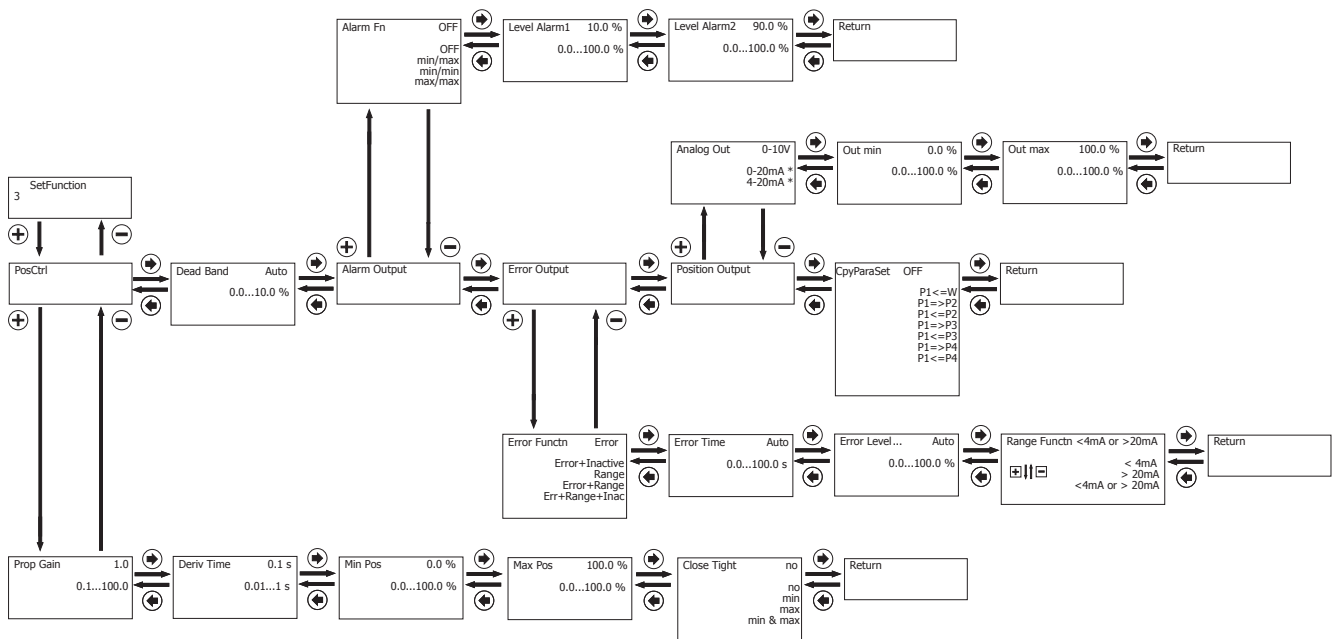 Alarm Fn OFF
OFF
min/max
min/min
max/max
Level Alarm1 10.0 %
0.0...100.0 %
Level Alarm2 90.0 %
0.0...100.0 %
Return
Analog Out 0-10V
0-20mA *
4-20mA *
Out min 0.0 %
0.0...100.0 %
Out max 100.0 %
0.0...100.0 %
Return
SetFunction
3
PosCtrl
Dead Band Auto
0.0...10.0 %
Alarm Output
Error Output
Position Output
CpyParaSet OFF
P1<=W
P1=>P2
P1<=P2
P1=>P3
P1<=P3
P1=>P4
P1<=P4
Return
Error Functn Error
Error+Inactive
Range
Error+Range
Err+Range+Inac
Error Time Auto
0.0...100.0 s
Error Level... Auto
0.0...100.0 %
Range Functn <4mA or >20mA
< 4mA
> 20mA
<4mA or > 20mA
Return
Prop Gain 1.0
0.1...100.0
Deriv Time 0.1 s
0.01...1 s
Min Pos 0.0 %
0.0...100.0 %
Max Pos 100.0 %
0.0...100.0 %
Close Tight no
no
min
max
min & max
Return